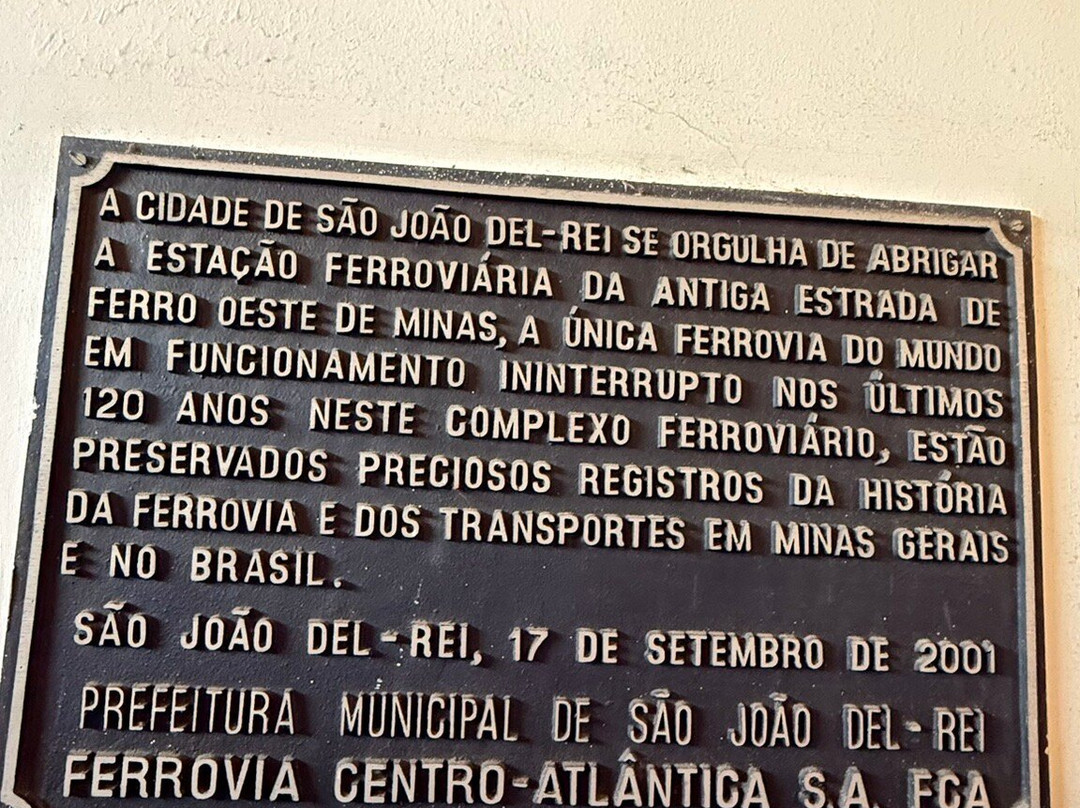 A CIDADE DE SÃO JOÃO DEL-REI SE ORGULHA DE ABRIGAR
A ESTAÇÃO FERROVIÁRIA DA ANTIGA ESTRADA DE
FERRO OESTE DE MINAS, A ÚNICA FERROVIA DO MUNDO
EM FUNCIONAMENTO ININTERRUPTO NOS ÚLTIMOS
120 ANOS NESTE COMPLEXO FERROVIÁRIO, ESTÃO
PRESERVADOS PRECIOSOS REGISTROS DA HISTÓRIA
DA FERROVIA E DOS TRANSPORTES EM MINAS GERAIS
E NO BRASIL.
SÃO JOÃO DEL-REI, 17 DE SETEMBRO DE 2001
PREFEITURA MUNICIPAL DE SÃO JOÃO DEL-REI
FERROVIA CENTRO-ATLÂNTICA S.A. FCA